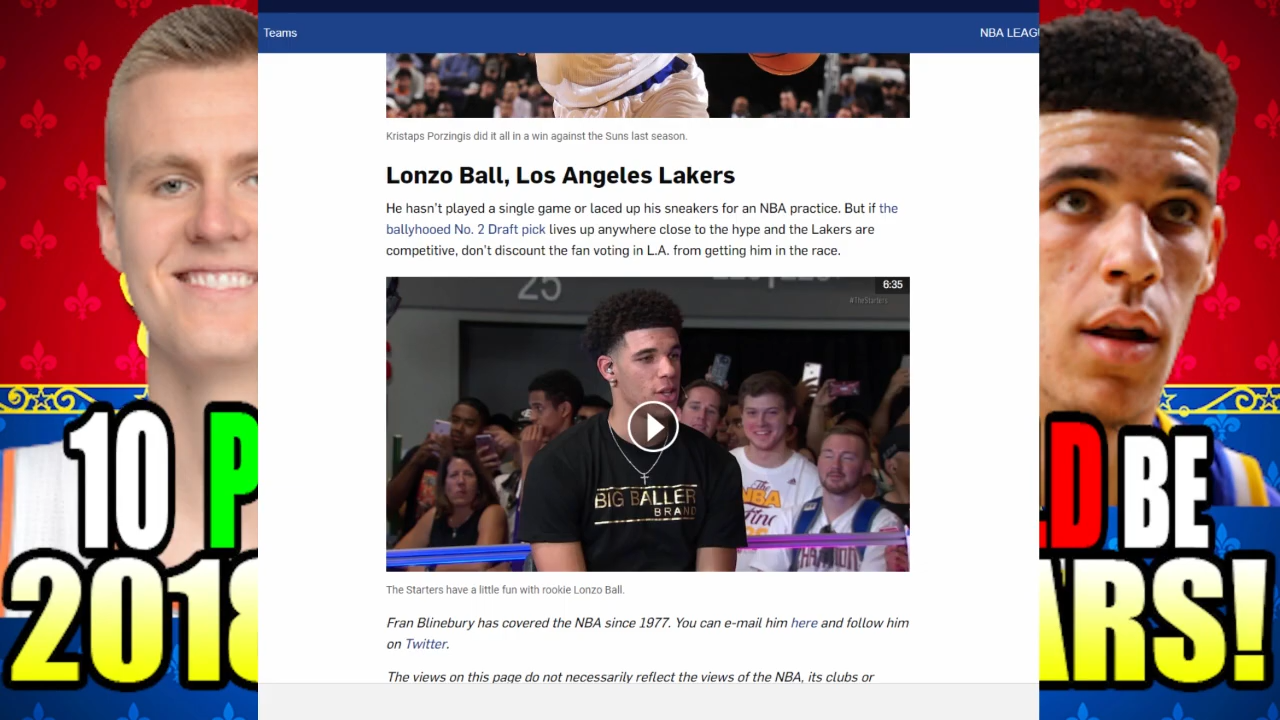 Teams
NBA LEAGU
Kristaps Porzingis did it all in a win against the Suns last season.
Lonzo Ball, Los Angeles Lakers
He hasn't played a single game or laced up his sneakers for an NBA practice. But if the
ballyhooed No. 2 Draft pick lives up anywhere close to the hype and the Lakers are
competitive, don't discount the fan voting in L.A. from getting him in the race.
25
6:35
#TheStarters
BIG BALLER
BRAND
NBA
The Starters have a little fun with rookie Lonzo Ball.
Fran Blinebury has covered the NBA since 1977. You can e-mail him here and follow him
on Twitter.
The views on this page do not necessarily reflect the views of the NBA, its clubs or
10 P
D BE
2018
ARS!